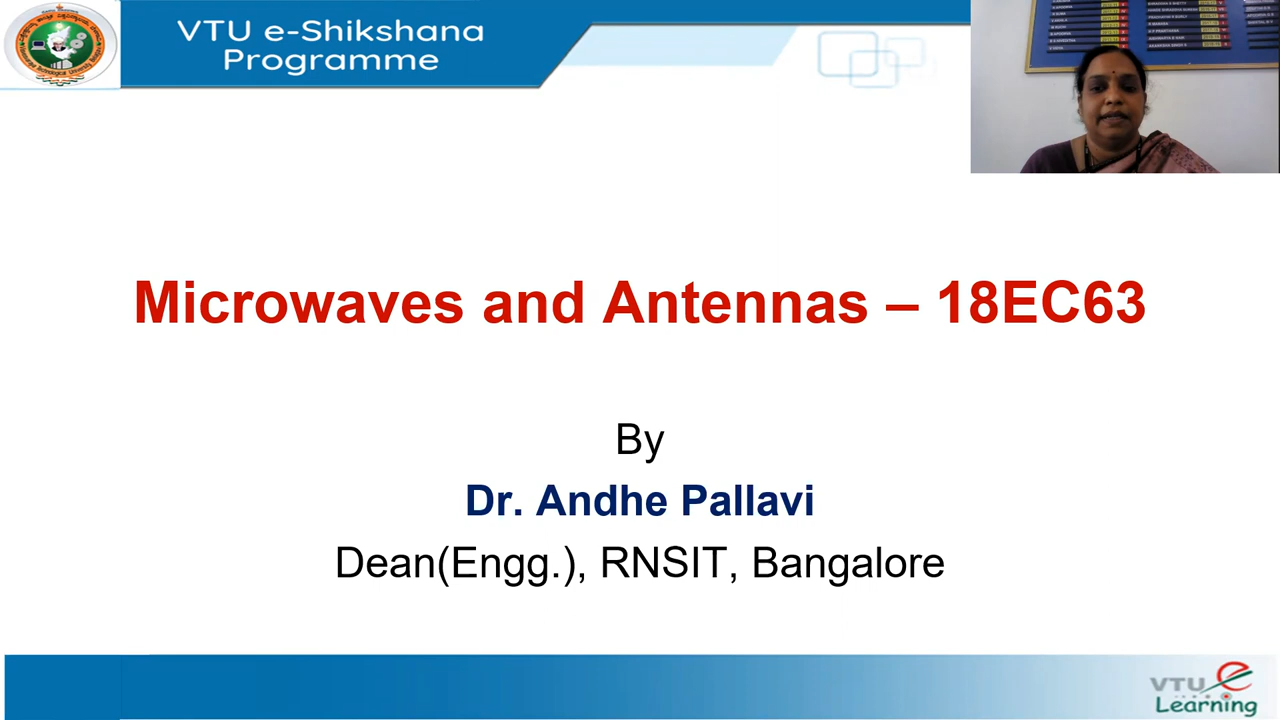 VTU e-Shikshana
Programme
Microwaves and Antennas – 18EC63
By
Dr. Andhe Pallavi
Dean(Engg.), RNSIT, Bangalore
VTU e
Learning